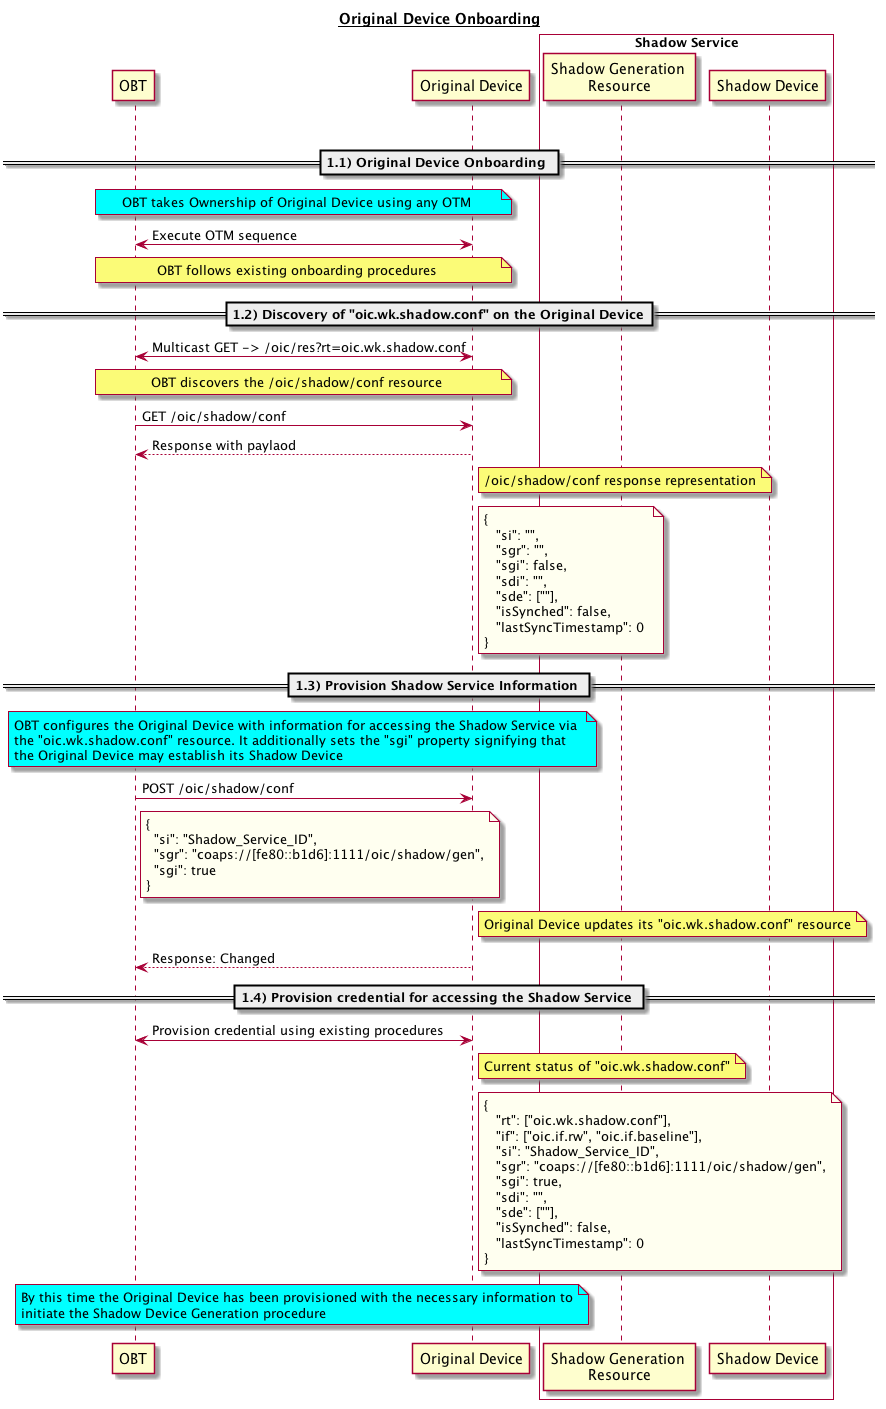 Original Device Onboarding
Shadow Service
OBT
Original Device
Shadow Generation
Resource
Shadow Device
1.1) Original Device Onboarding
OBT takes Ownership of Original Device using any OTM
Execute OTM sequence
OBT follows existing onboarding procedures
1.2) Discovery of "oic.wk.shadow.conf" on the Original Device
Multicast GET -> /oic/res?rt=oic.wk.shadow.conf
OBT discovers the /oic/shadow/conf resource
GET /oic/shadow/conf
Response with paylaod
/oic/shadow/conf response representation
{
"si": "",
"sgr": "",
"sgi": false,
"sdi": "",
"sde": [""],
"isSynched": false,
"lastSyncTimestamp": 0
}
1.3) Provision Shadow Service Information
OBT configures the Original Device with information for accessing the Shadow Service via
the "oic.wk.shadow.conf" resource. It additionally sets the "sgi" property signifying that
the Original Device may establish its Shadow Device
POST /oic/shadow/conf
{
"si": "Shadow_Service_ID",
"sgr": "coaps://[fe80::b1d6]:1111/oic/shadow/gen",
"sgi": true
}
Original Device updates its "oic.wk.shadow.conf" resource
Response: Changed
1.4) Provision credential for accessing the Shadow Service
Provision credential using existing procedures
Current status of "oic.wk.shadow.conf"
{
"rt": ["oic.wk.shadow.conf"],
"if": ["oic.if.rw", "oic.if.baseline"],
"si": "Shadow_Service_ID",
"sgr": "coaps://[fe80::b1d6]:1111/oic/shadow/gen",
"sgi": true,
"sdi": "",
"sde": [""],
"isSynched": false,
"lastSyncTimestamp": 0
}
By this time the Original Device has been provisioned with the necessary information to
initiate the Shadow Device Generation procedure
OBT
Original Device
Shadow Generation
Resource
Shadow Device